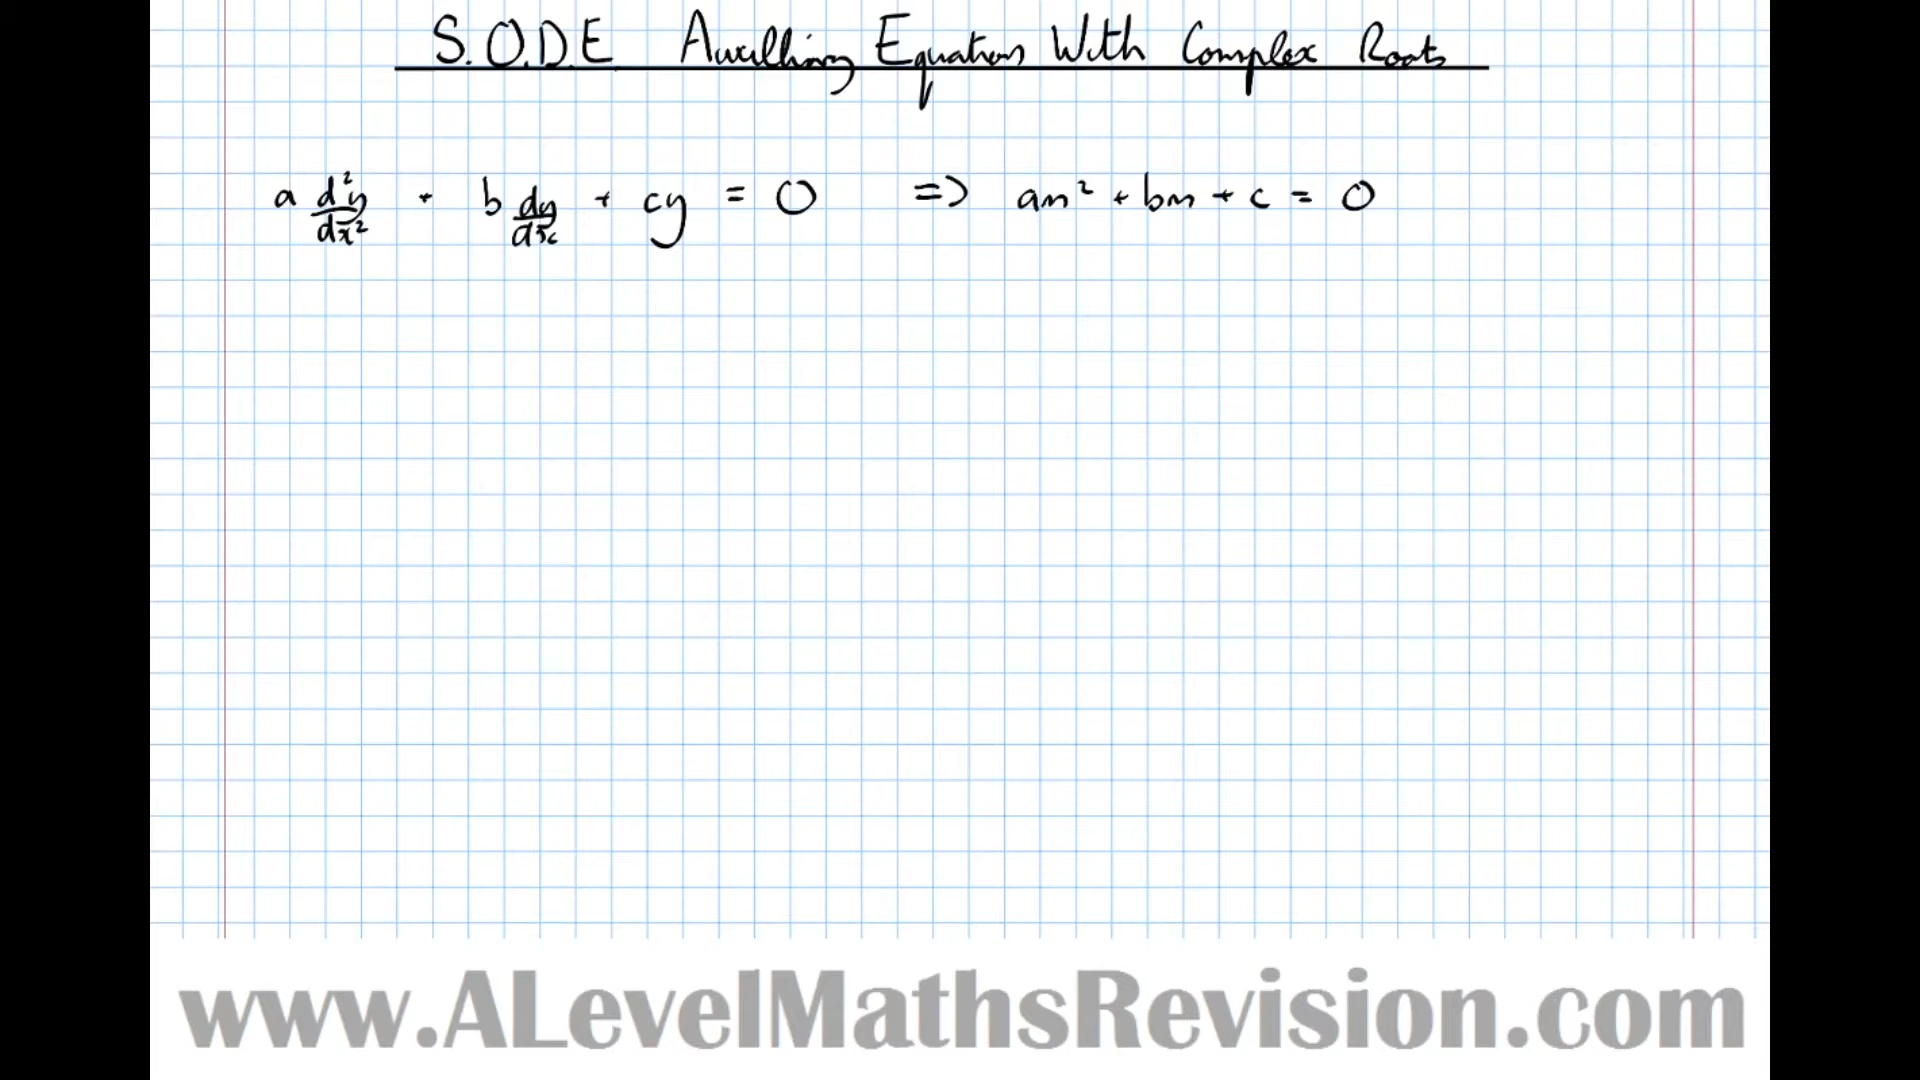 S.O.D.E Auxilliary Equations With Complex Roots
a d²y/dx² + b dy/dx + cy = 0 => am² + bm + c = 0
www.ALevelMathsRevision.com